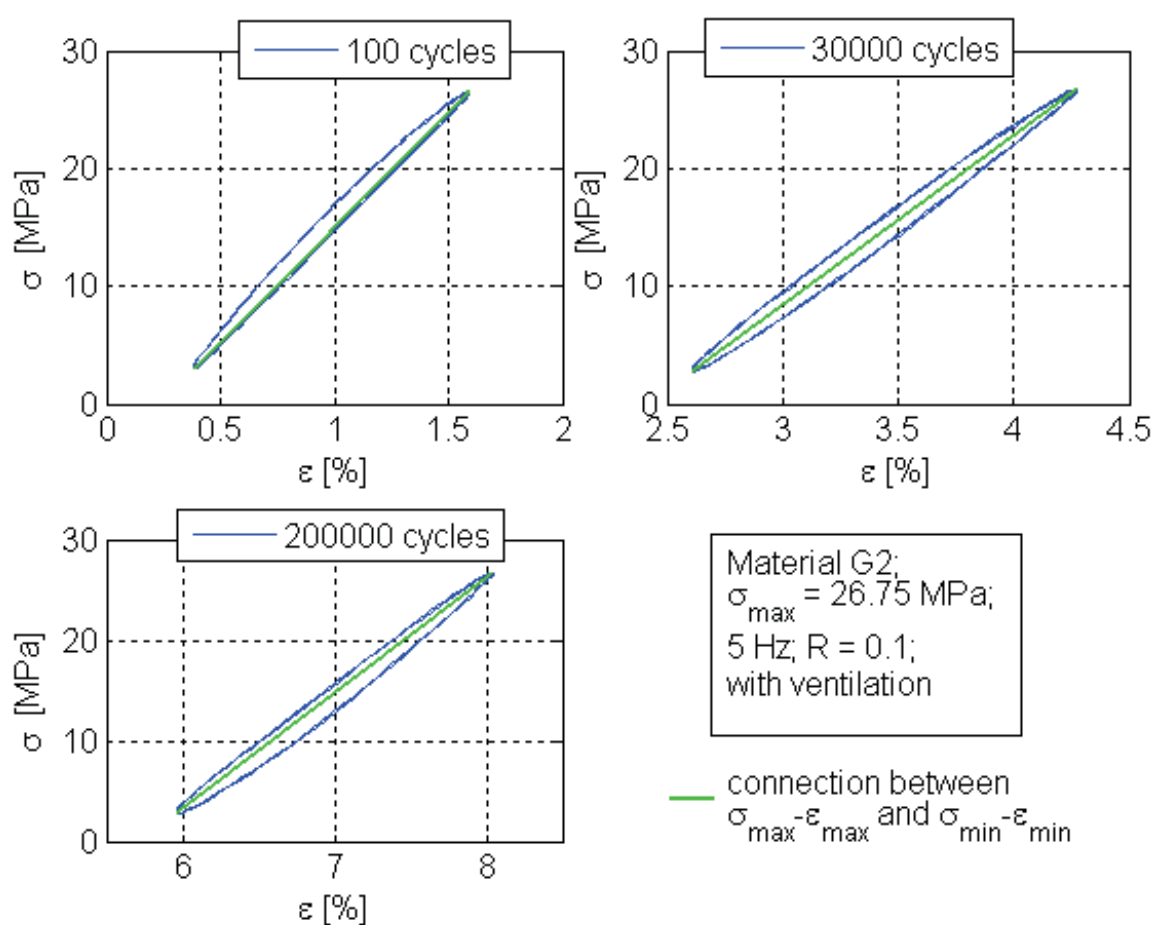 100 cycles
30
20
10
0
σ [MPa]
0
0.5
1
1.5
2
ε [%]
30000 cycles
30
20
10
0
σ [MPa]
2.5
3
3.5
4
4.5
ε [%]
200000 cycles
30
20
10
0
σ [MPa]
6
7
8
ε [%]
Material G2;
σmax = 26.75 MPa;
5 Hz; R = 0.1;
with ventilation
connection between
σmax-εmax and σmin-εmin